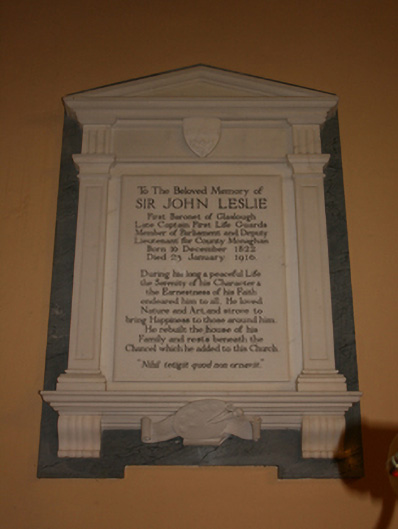 To The Beloved Memory of
SIR JOHN LESLIE
First Baronet of Glaslough
Late Captain First Life Guards
Member of Parliament and Deputy
Lieutenant for County Monaghan
Born 16 December 1822
Died 23 January 1916
During his long & peaceful Life
the Serenity of his Character &
the Earnestness of his Faith
endeared him to all. He loved
Nature and Art, and strove to
bring Happiness to those around him.
He rebuilt the house of his
Family and rests beneath the
Chancel which he added to this Church.
"Nihil tetigit quod non ornavit."